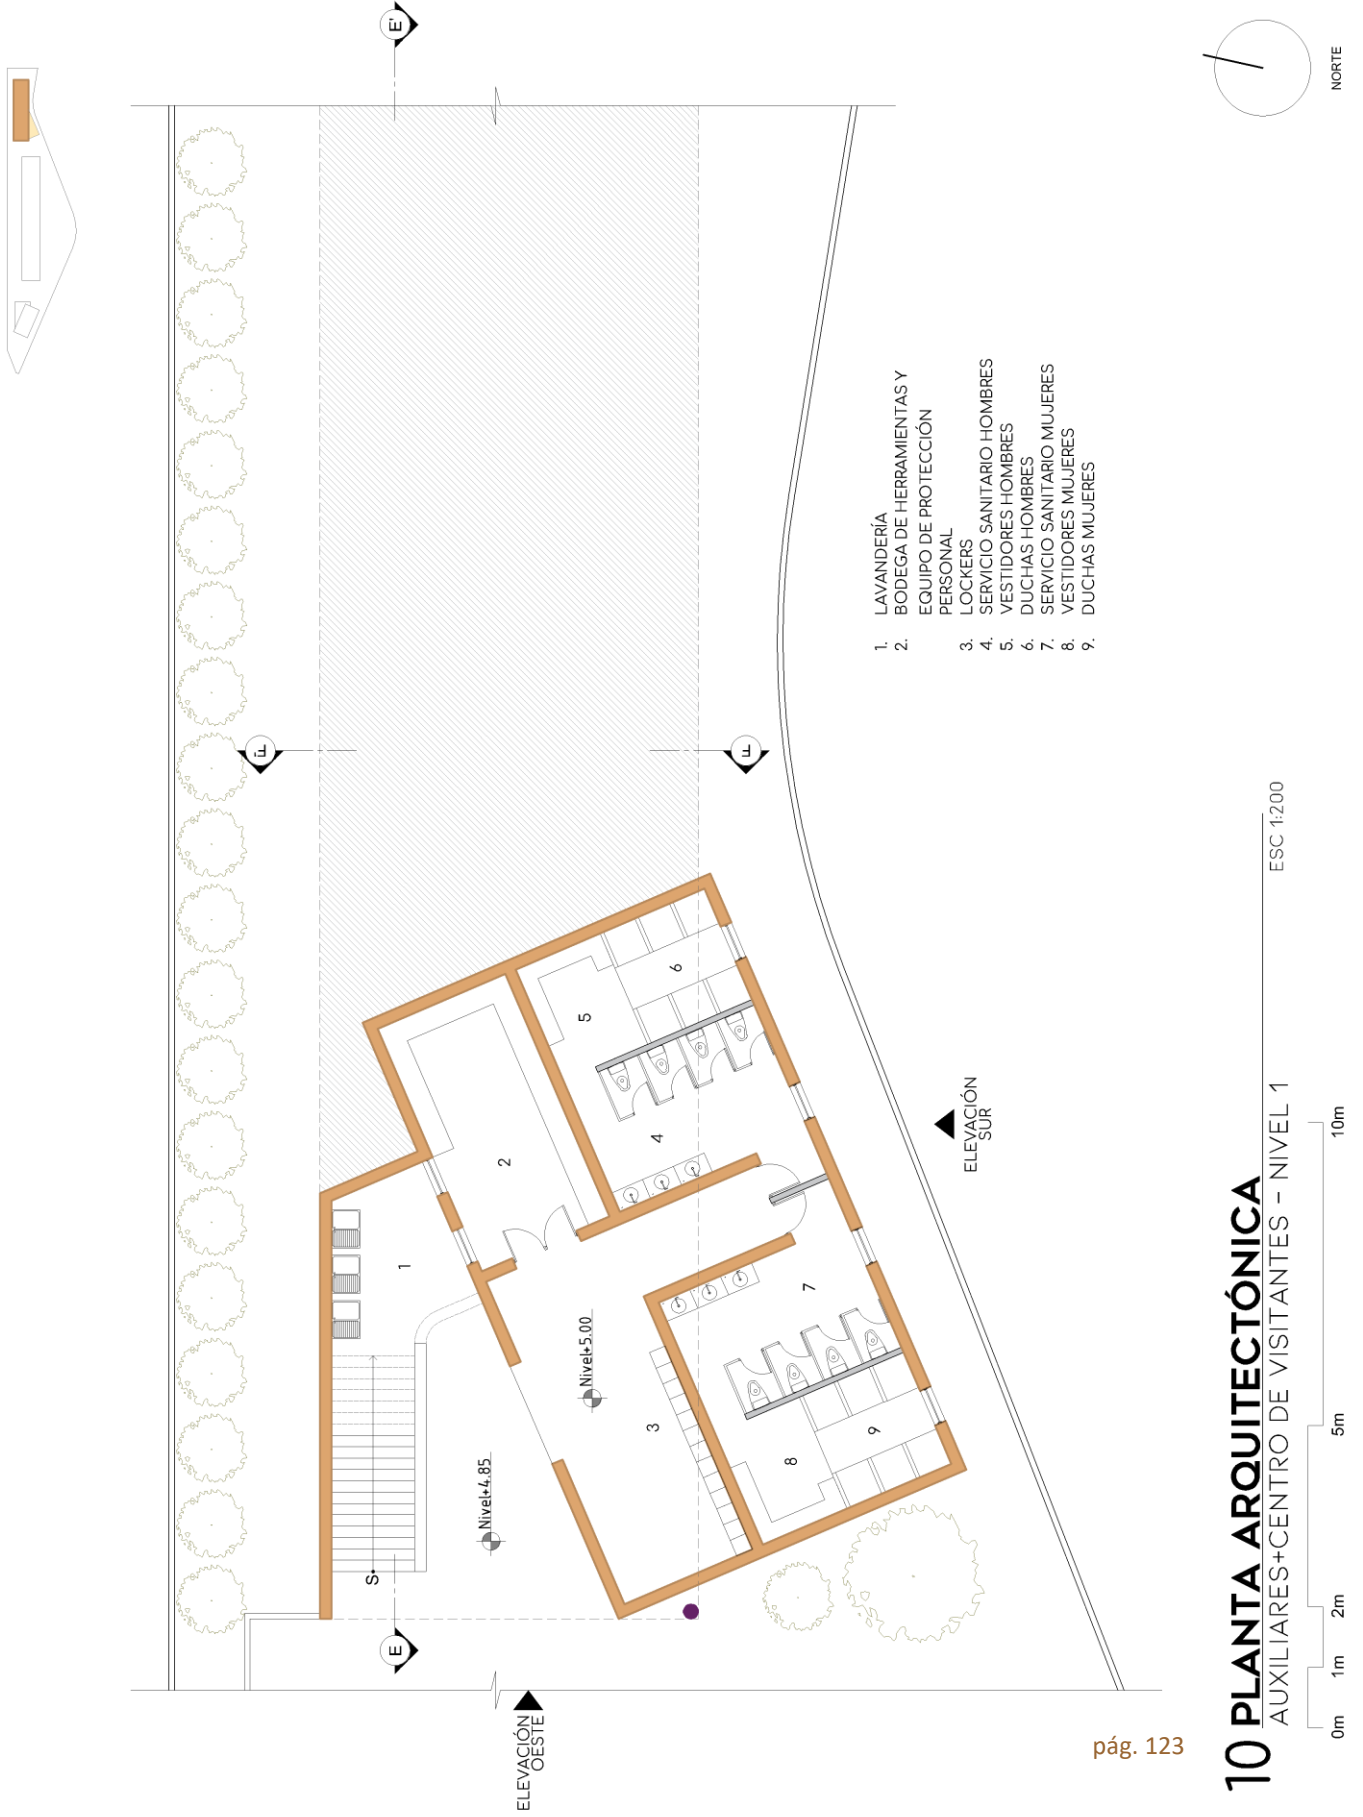 E'
NORTE
F'
F
1. LAVANDERÍA
2. BODEGA DE HERRAMIENTAS Y
EQUIPO DE PROTECCIÓN
PERSONAL
3. LOCKERS
4. SERVICIO SANITARIO HOMBRES
5. VESTIDORES HOMBRES
6. DUCHAS HOMBRES
7. SERVICIO SANITARIO MUJERES
8. VESTIDORES MUJERES
9. DUCHAS MUJERES
1
2
3
4
5
6
7
8
9
Nivel+5.00
Nivel+4.85
S
E
ELEVACIÓN
SUR
ELEVACIÓN
OESTE
pág. 123
10 PLANTA ARQUITECTÓNICA
AUXILIARES+CENTRO DE VISITANTES - NIVEL 1
ESC 1:200
0m 1m 2m 5m 10m